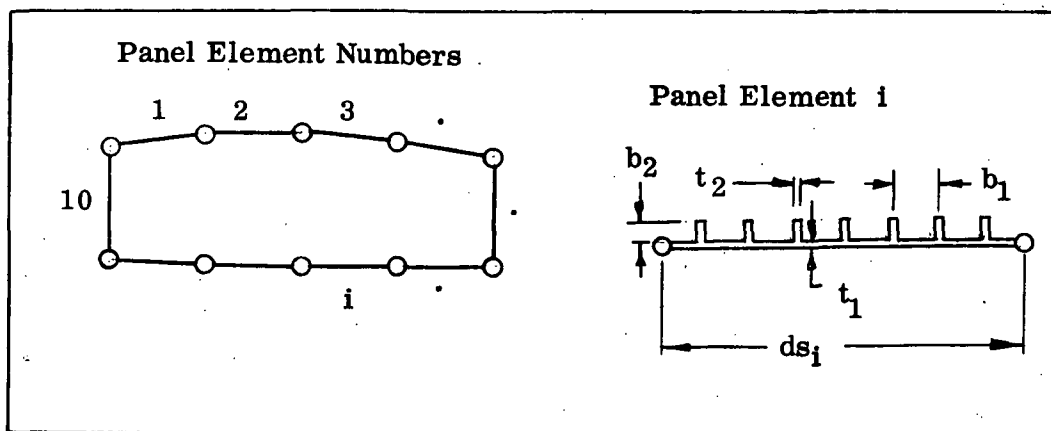 Panel Element Numbers
1 2 3
10
i
Panel Element i
b2
t2
b1
t1
dsi